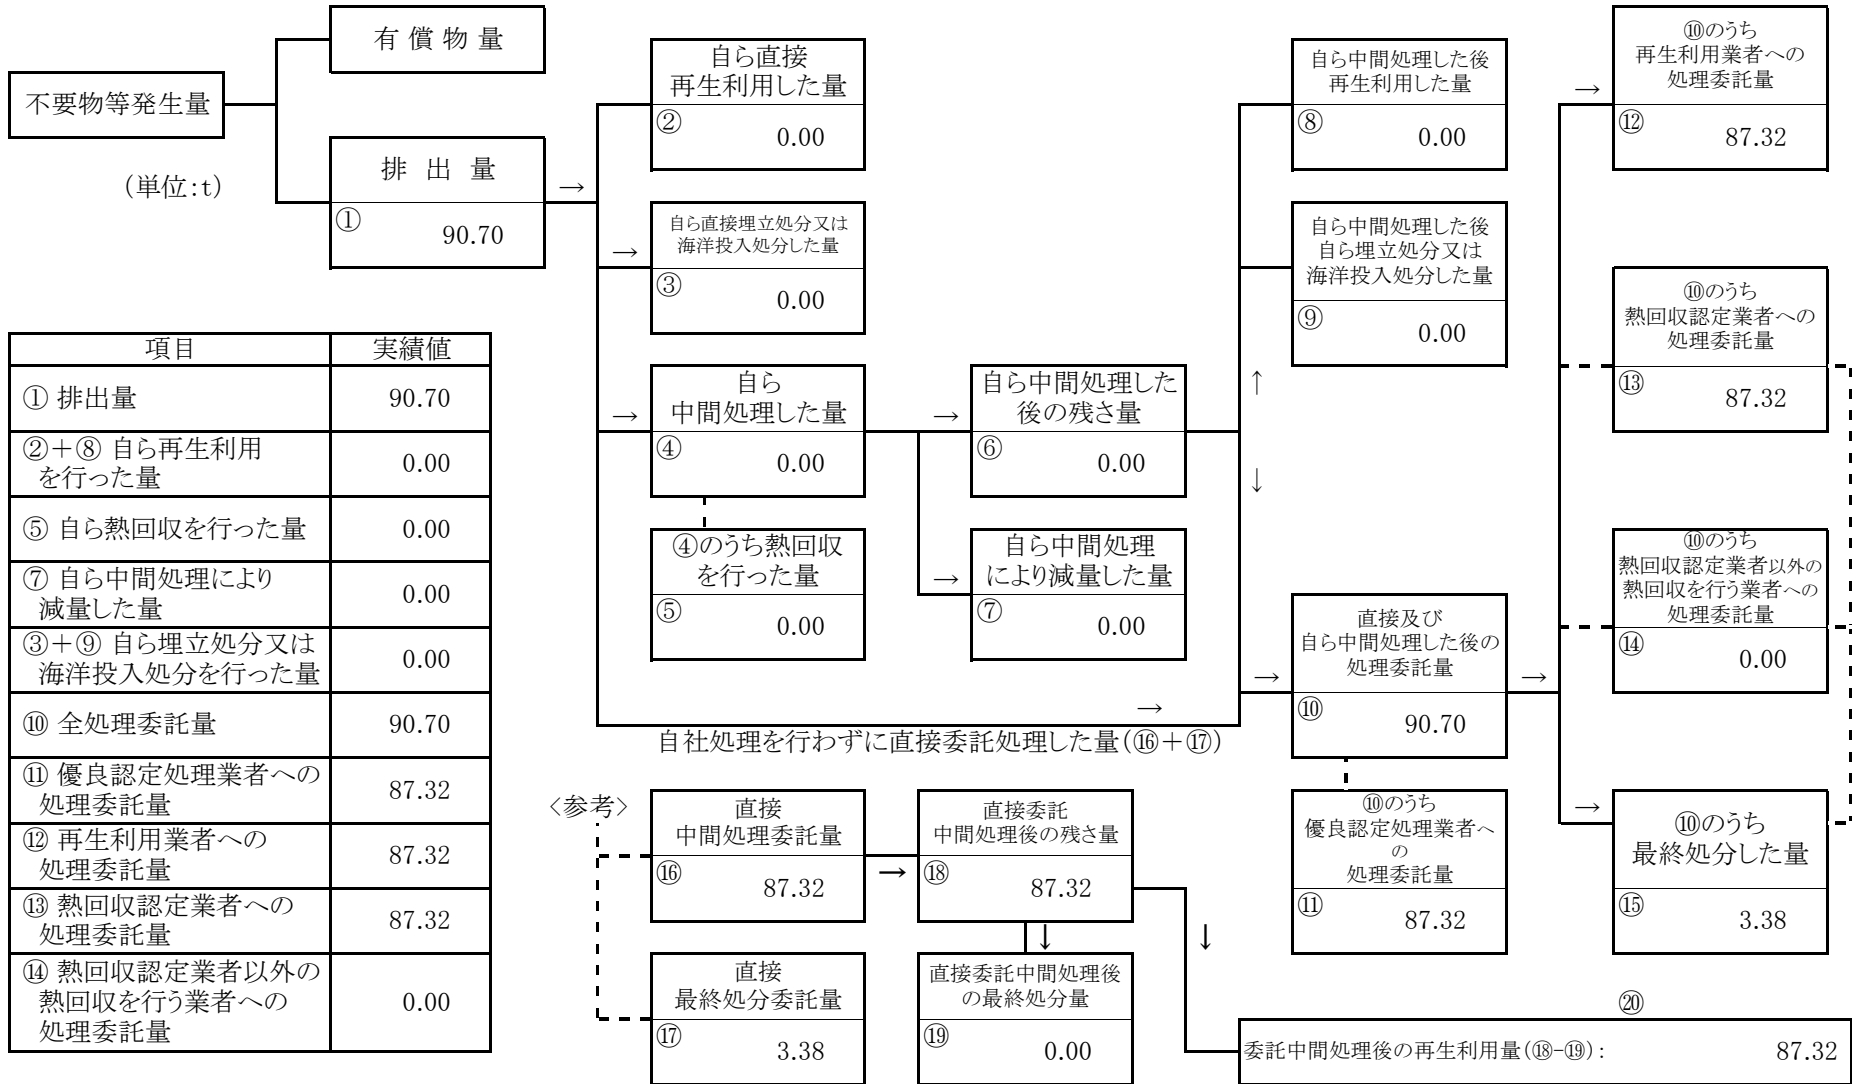 有 償 物 量
不要物等発生量
(単位:t)
排 出 量
①
90.70
→
自ら直接
再生利用した量
②
0.00
→
自ら直接埋立処分又は
海洋投入処分した量
③
0.00
→
自ら
中間処理した量
④
0.00
④のうち熱回収
を行った量
⑤
0.00
→
自ら中間処理した
後の残さ量
⑥
0.00
→
自ら中間処理
により減量した量
⑦
0.00
↑
↓
自ら中間処理した後
再生利用した量
⑧
0.00
自ら中間処理した後
自ら埋立処分又は
海洋投入処分した量
⑨
0.00
→
自社処理を行わずに直接委託処理した量(⑯+⑰)
→
直接及び
自ら中間処理した後の
処理委託量
⑩
90.70
⑩のうち
優良認定処理業者へ
の
処理委託量
⑪
87.32
→
→
⑩のうち
再生利用業者への
処理委託量
⑫
87.32
⑩のうち
熱回収認定業者への
処理委託量
⑬
87.32
⑩のうち
熱回収認定業者以外の
熱回収を行う業者への
処理委託量
⑭
0.00
→
⑩のうち
最終処分した量
⑮
3.38
項目 実績値
① 排出量 90.70
②+⑧ 自ら再生利用
を行った量 0.00
⑤ 自ら熱回収を行った量 0.00
⑦ 自ら中間処理により
減量した量 0.00
③+⑨ 自ら埋立処分又は
海洋投入処分を行った量 0.00
⑩ 全処理委託量 90.70
⑪ 優良認定処理業者への
処理委託量 87.32
⑫ 再生利用業者への
処理委託量 87.32
⑬ 熱回収認定業者への
処理委託量 87.32
⑭ 熱回収認定業者以外の
熱回収を行う業者への
処理委託量 0.00
<参考>
直接
中間処理委託量
⑯
87.32
→
直接委託
中間処理後の残さ量
⑱
87.32
↓
↓
直接
最終処分委託量
⑰
3.38
直接委託中間処理後
の最終処分量
⑲
0.00
⑳
委託中間処理後の再生利用量(⑱-⑲): 87.32